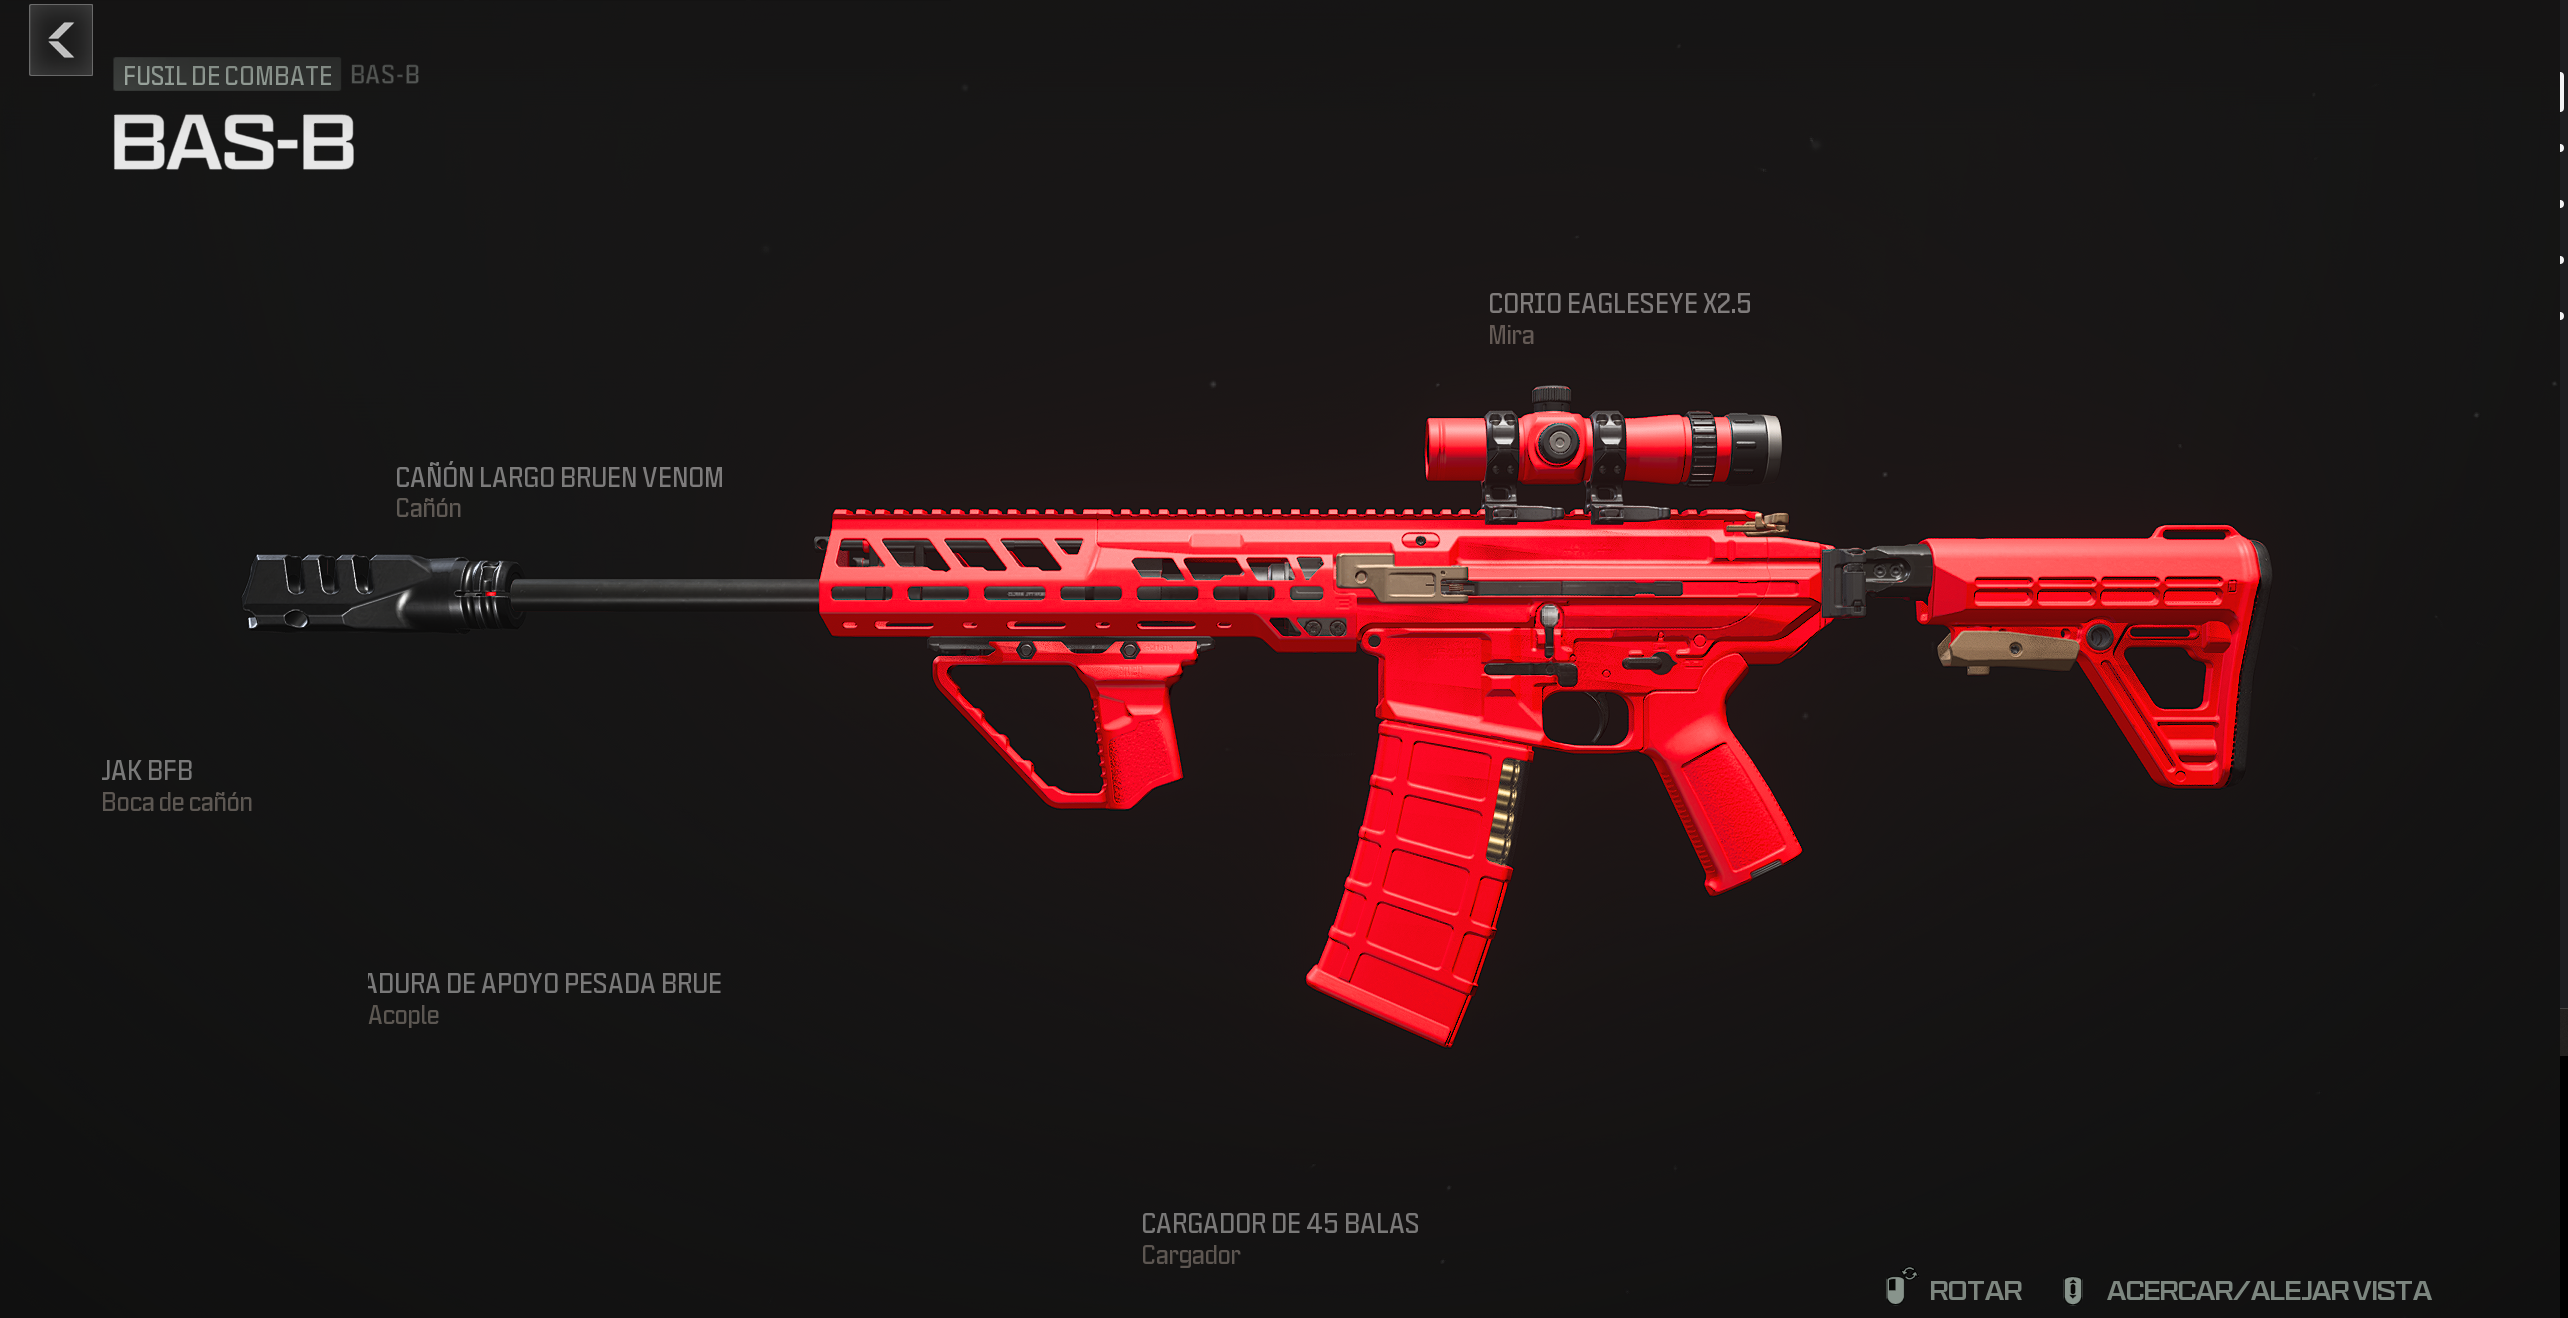 FUSIL DE COMBATE BAS-B
BAS-B
CORIO EAGLESEYE X2.5
Mira
CAÑÓN LARGO BRUEN VENOM
Cañón
JAK BFB
Boca de cañón
ADURA DE APOYO PESADA BRUE
Acople
CARGADOR DE 45 BALAS
Cargador
ROTAR ACERCAR/ALEJAR VISTA